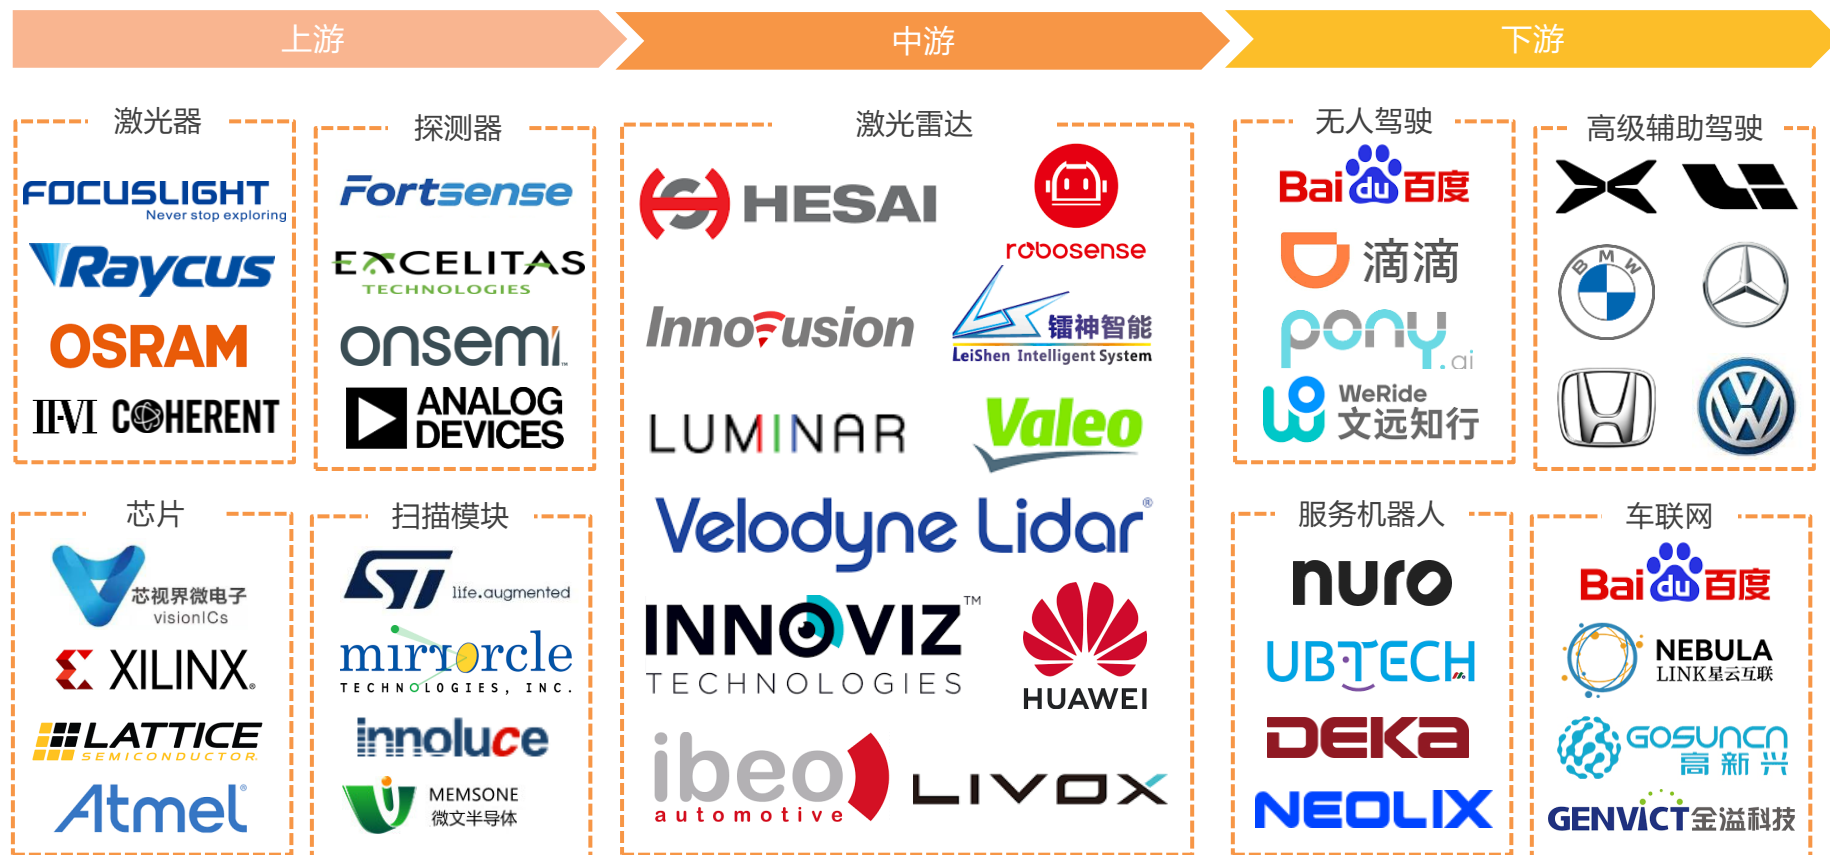 上游
中游
下游
激光器
FOCUSLIGHT
Never stop exploring
Raycus
OSRAM
II-VI COHERENT
探测器
Fortsense
EXCELITAS
TECHNOLOGIES
onsemi™
ANALOG
DEVICES
芯片
芯视界微电子
visionICs
XILINX®
LATTICE
SEMICONDUCTOR
Atmel®
扫描模块
ST life.augmented
mirrorcle
TECHNOLOGIES, INC.
innoluce
MEMSONE
微文半导体
激光雷达
HESAI
robosense
InnoFusion
镭神智能
LeiShen Intelligent System
LUMINAR
Valeo
Velodyne Lidar®
INNOVIZ™
TECHNOLOGIES
HUAWEI
ibeo
automotive
LIVOX
无人驾驶
Bai du 百度
滴滴
pony.ai
WeRide
文远知行
高级辅助驾驶
BMW
服务机器人
nuro
UBTECH
DEKA
NEOLIX
车联网
Bai du 百度
NEBULA
LINK星云互联
GOSUNCN
高新兴
GENVICT金溢科技